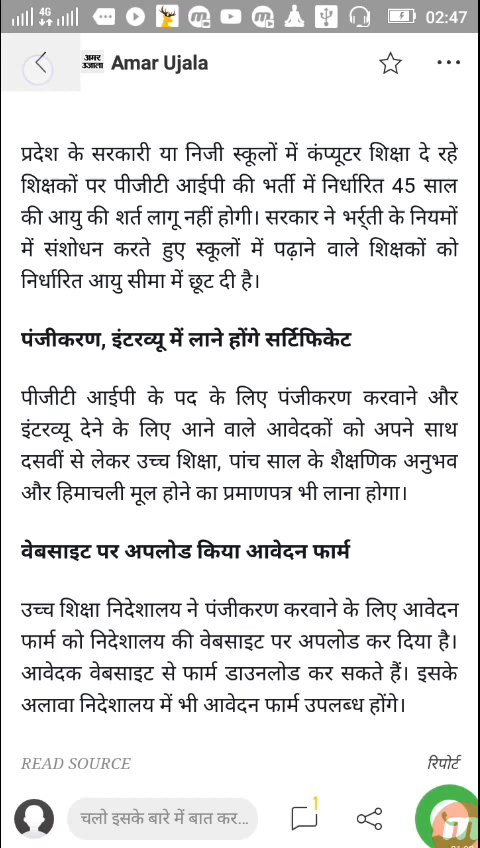 4G
02:47
अमर उजाला Amar Ujala
प्रदेश के सरकारी या निजी स्कूलों में कंप्यूटर शिक्षा दे रहे
शिक्षकों पर पीजीटी आईपी की भर्ती में निर्धारित 45 साल
की आयु की शर्त लागू नहीं होगी। सरकार ने भर्र्ती के नियमों
में संशोधन करते हुए स्कूलों में पढ़ाने वाले शिक्षकों को
निर्धारित आयु सीमा में छूट दी है।
पंजीकरण, इंटरव्यू में लाने होंगे सर्टिफिकेट
पीजीटी आईपी के पद के लिए पंजीकरण करवाने और
इंटरव्यू देने के लिए आने वाले आवेदकों को अपने साथ
दसवीं से लेकर उच्च शिक्षा, पांच साल के शैक्षणिक अनुभव
और हिमाचली मूल होने का प्रमाणपत्र भी लाना होगा।
वेबसाइट पर अपलोड किया आवेदन फार्म
उच्च शिक्षा निदेशालय ने पंजीकरण करवाने के लिए आवेदन
फार्म को निदेशालय की वेबसाइट पर अपलोड कर दिया है।
आवेदक वेबसाइट से फार्म डाउनलोड कर सकते हैं। इसके
अलावा निदेशालय में भी आवेदन फार्म उपलब्ध होंगे।
READ SOURCE रिपोर्ट
चलो इसके बारे में बात कर... 1